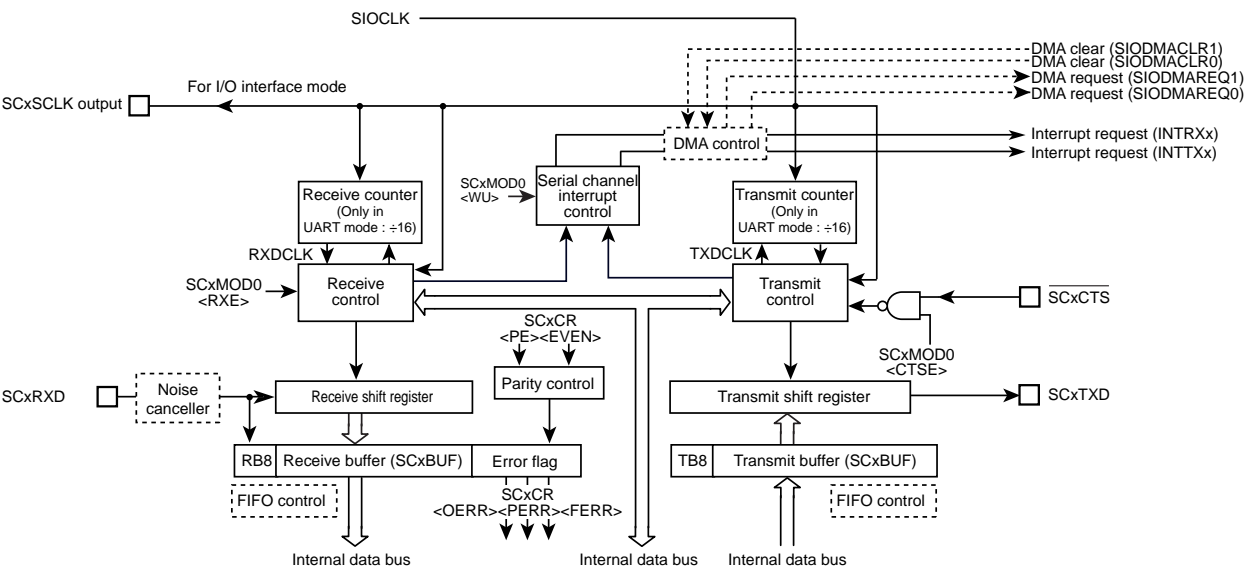 SIOCLK
DMA clear (SIODMACLR1)
DMA clear (SIODMACLR0)
DMA request (SIODMAREQ1)
DMA request (SIODMAREQ0)
For I/O interface mode
SCxSCLK output
DMA control
Interrupt request (INTRXx)
Interrupt request (INTTXx)
Receive counter
(Only in
UART mode : ÷16)
SCxMOD0
<WU>
Serial channel
interrupt
control
Transmit counter
(Only in
UART mode : ÷16)
RXDCLK
TXDCLK
SCxMOD0
<RXE>
Receive
control
Transmit
control
SCxCTS
SCxCR
<PE><EVEN>
SCxMOD0
<CTSE>
SCxRXD
Noise
canceller
Receive shift register
Parity control
Transmit shift register
SCxTXD
RB8
Receive buffer (SCxBUF)
Error flag
TB8
Transmit buffer (SCxBUF)
FIFO control
SCxCR
<OERR><PERR><FERR>
FIFO control
Internal data bus
Internal data bus
Internal data bus